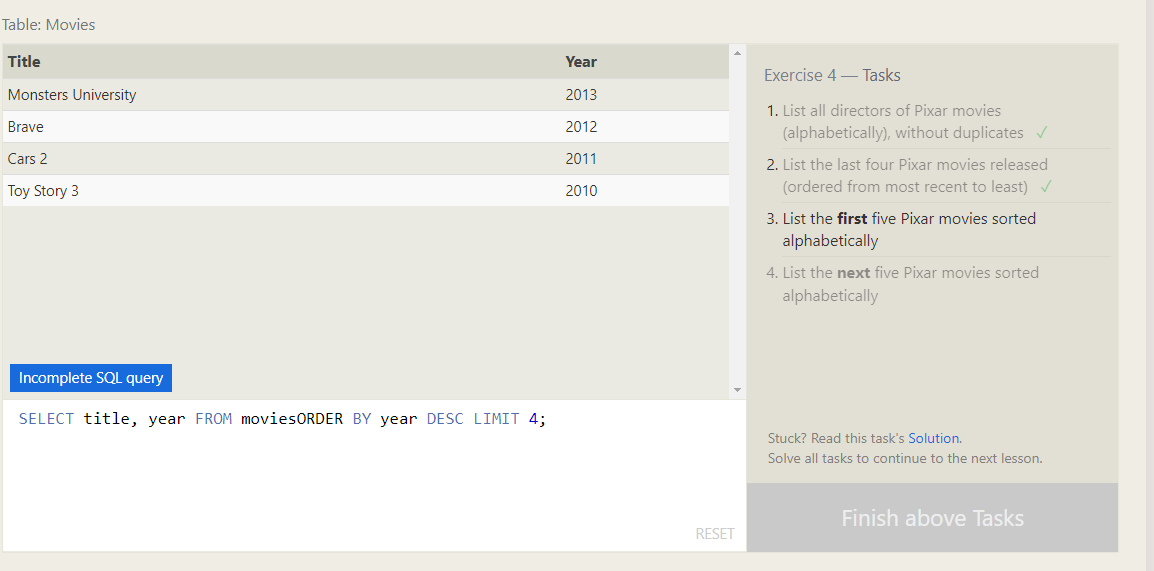 Table: Movies
Title Year
Monsters University 2013
Brave 2012
Cars 2 2011
Toy Story 3 2010
Incomplete SQL query
SELECT title, year FROM moviesORDER BY year DESC LIMIT 4;
RESET
Exercise 4 — Tasks
1. List all directors of Pixar movies
(alphabetically), without duplicates ✓
2. List the last four Pixar movies released
(ordered from most recent to least) ✓
3. List the first five Pixar movies sorted
alphabetically
4. List the next five Pixar movies sorted
alphabetically
Stuck? Read this task's Solution.
Solve all tasks to continue to the next lesson.
Finish above Tasks